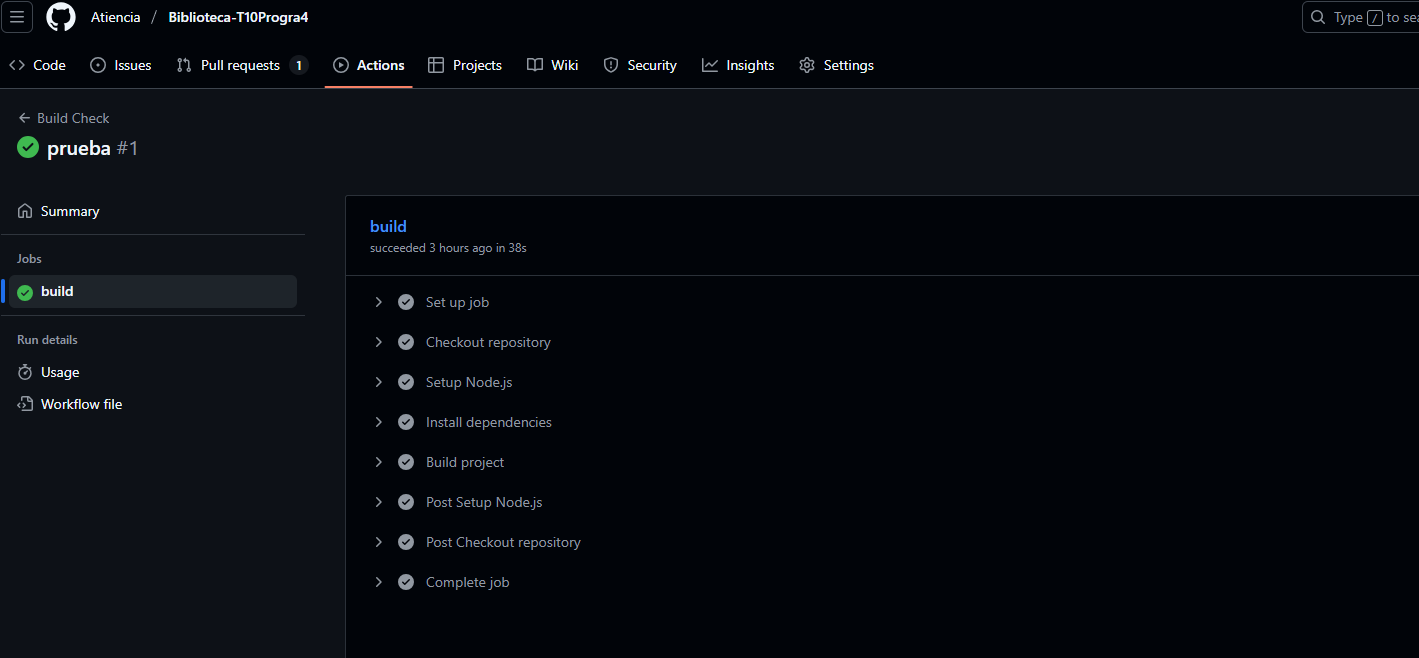 Atiencia / Biblioteca-T10Progra4
Type / to sea
Code Issues Pull requests 1 Actions Projects Wiki Security Insights Settings
Build Check
prueba #1
Summary
Jobs
build
Run details
Usage
Workflow file
build
succeeded 3 hours ago in 38s
Set up job
Checkout repository
Setup Node.js
Install dependencies
Build project
Post Setup Node.js
Post Checkout repository
Complete job